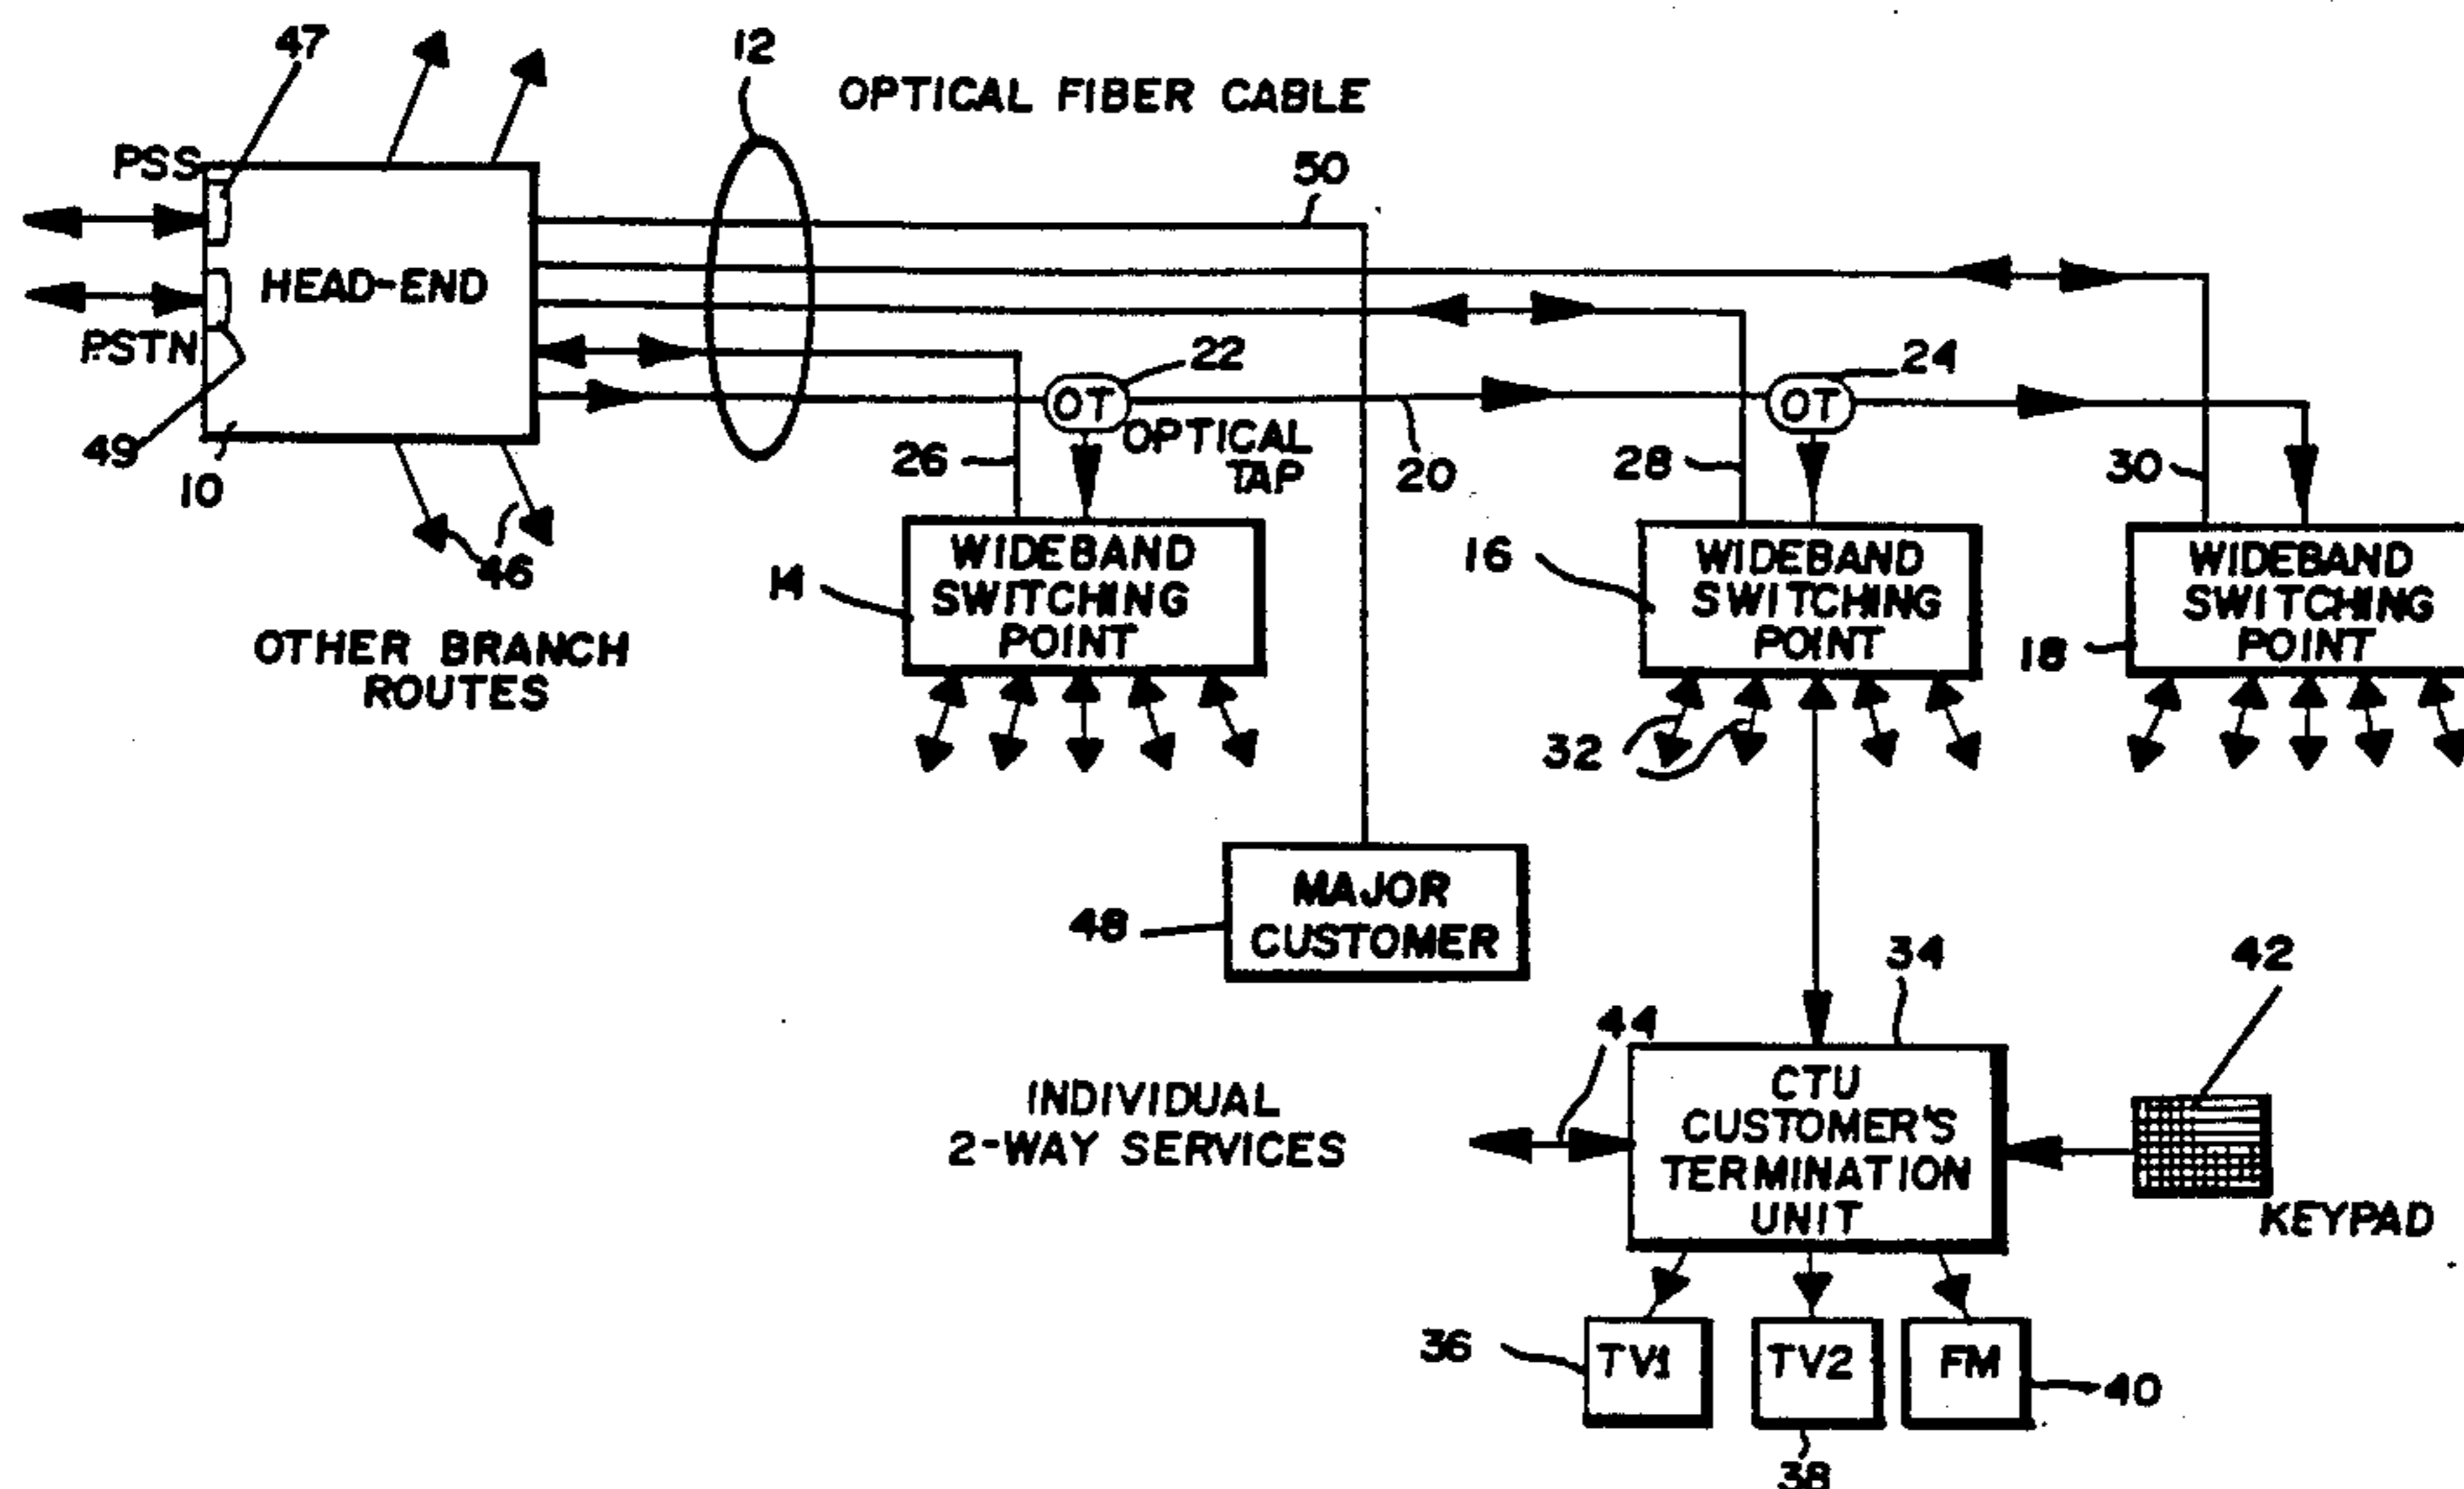 47
12
OPTICAL FIBER CABLE
PSS
50
HEAD-END
PSTN
22
24
OT
OT
OPTICAL
TAP
49
10
26
20
28
30
46
14
WIDEBAND
SWITCHING
POINT
16
WIDEBAND
SWITCHING
POINT
18
WIDEBAND
SWITCHING
POINT
OTHER BRANCH
ROUTES
32
48
MAJOR
CUSTOMER
34
42
44
INDIVIDUAL
2-WAY SERVICES
CTU
CUSTOMER'S
TERMINATION
UNIT
KEYPAD
36
TV1
TV2
FM
40
38